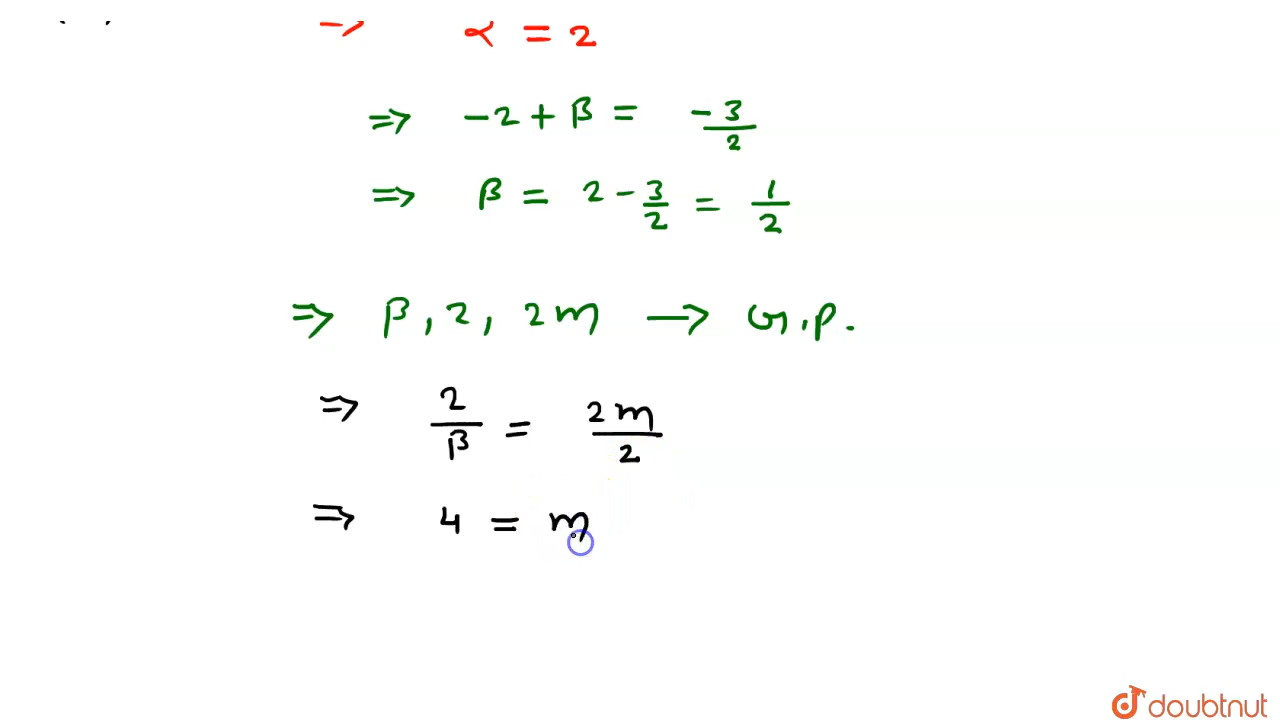 ⇒ α = 2
⇒ -2 + β = -3/2
⇒ β = 2 - 3/2 = 1/2
⇒ β, 2, 2m → G.P.
⇒ 2/β = 2m/2
⇒ 4 = m
doubtnut